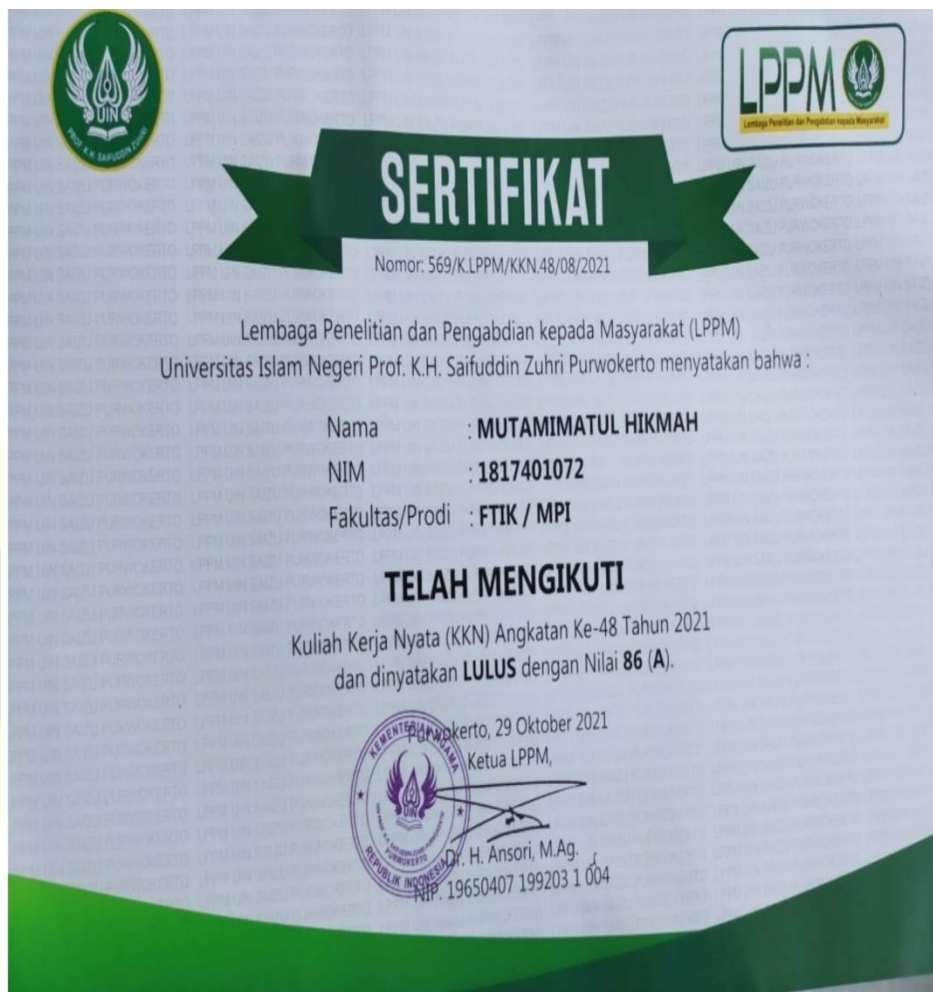 UIN
PROF. K.H. SAIFUDDIN ZUHRI
LPPM
Lembaga Penelitian dan Pengabdian kepada Masyarakat
SERTIFIKAT
Nomor: 569/K.LPPM/KKN.48/08/2021
Lembaga Penelitian dan Pengabdian kepada Masyarakat (LPPM)
Universitas Islam Negeri Prof. K.H. Saifuddin Zuhri Purwokerto menyatakan bahwa :
Nama : MUTAMIMATUL HIKMAH
NIM : 1817401072
Fakultas/Prodi : FTIK / MPI
TELAH MENGIKUTI
Kuliah Kerja Nyata (KKN) Angkatan Ke-48 Tahun 2021
dan dinyatakan LULUS dengan Nilai 86 (A).
Purwokerto, 29 Oktober 2021
Ketua LPPM,
KEMENTERIAN AGAMA
UIN
PURWOKERTO
REPUBLIK INDONESIA
Dr. H. Ansori, M.Ag.
NIP. 19650407 199203 1 004